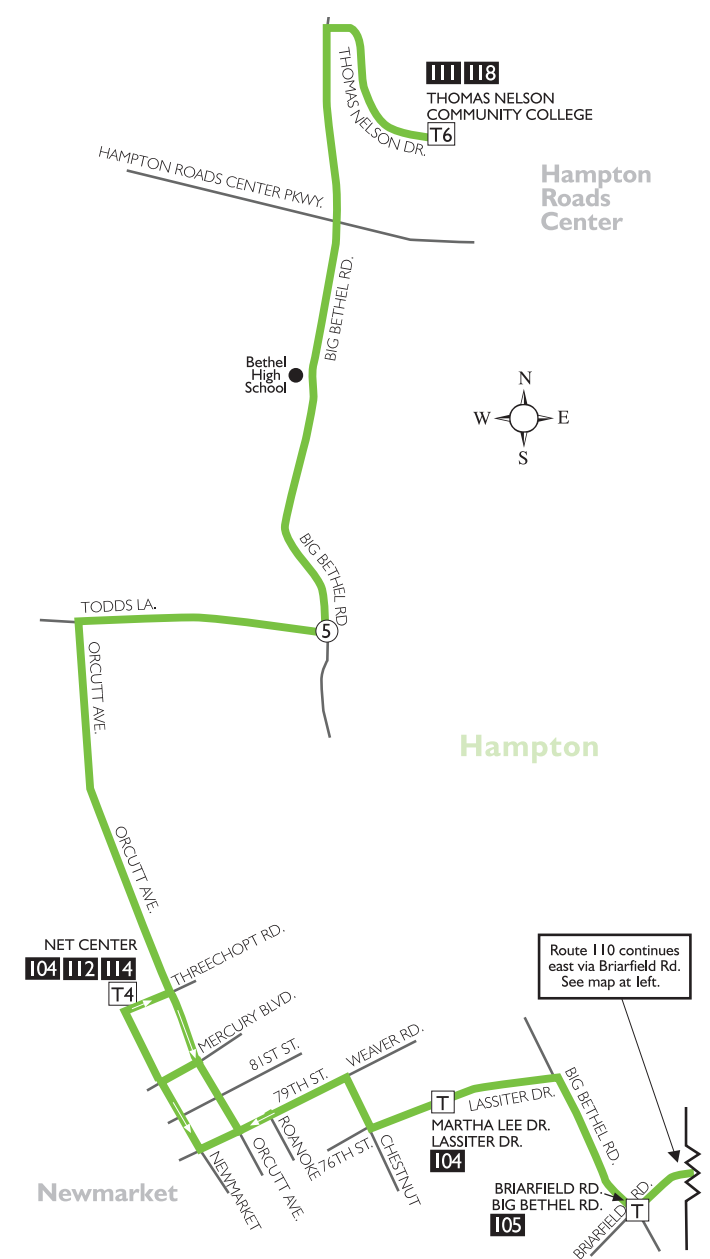 111 118
THOMAS NELSON
COMMUNITY COLLEGE
T6
THOMAS NELSON DR.
HAMPTON ROADS CENTER PKWY.
Hampton
Roads
Center
BIG BETHEL RD.
Bethel
High
School
N
W E
S
BIG BETHEL RD
TODDS LA.
5
ORCUTT AVE.
Hampton
ORCUTT AVE.
NET CENTER
104 112 114
T4
THREECHOPT RD.
MERCURY BLVD.
81ST ST.
79TH ST.
WEAVER RD.
Route 110 continues
east via Briarfield Rd.
See map at left.
LASSITER DR.
BIG BETHEL RD.
T
MARTHA LEE DR.
LASSITER DR.
104
ROANOKE
76TH ST.
CHESTNUT
ORCUTT AVE.
NEWMARKET
Newmarket
BRIARFIELD RD.
BIG BETHEL RD.
105
T
BRIARFIELD RD.